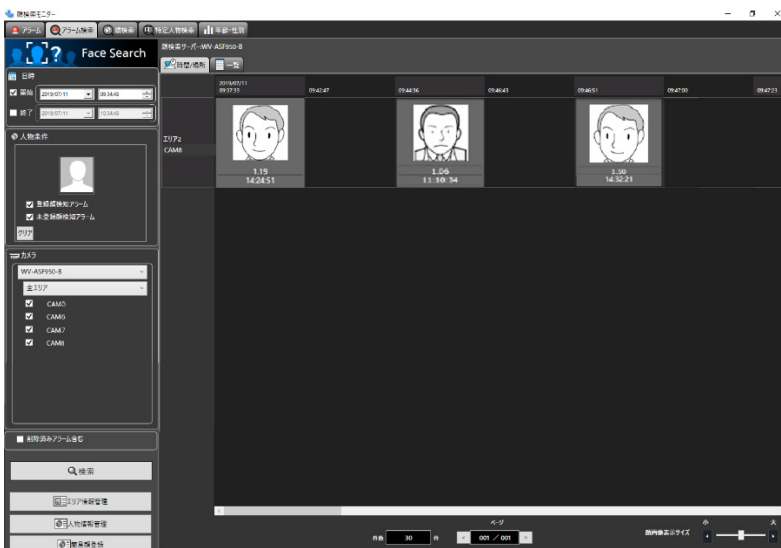 顔検索モニター
アラーム
アラーム検索
顔検索
特定人物検索
年齢・性別
? Face Search
顔検索サーバーWV-ASF950-B
時間/場所
一覧
日時
開始 2019/07/11 09:34:48
終了 2019/07/11 10:34:48
人物条件
登録顔検知アラーム
未登録顔検知アラーム
クリア
カメラ
WV-ASF950-B
全エリア
CAM5
CAM6
CAM7
CAM8
削除済みアラーム含む
検索
エリア情報管理
人物情報管理
簡易顔登録
2019/07/11
09:37:33 09:42:47 09:44:36 09:46:43 09:46:51 09:47:00 09:47:23
エリア2
CAM8
1.19
14:24:51
1.06
11:10:34
1.50
14:32:21
件数 30 件
ページ
001 / 001
顔画像表示サイズ
小
大